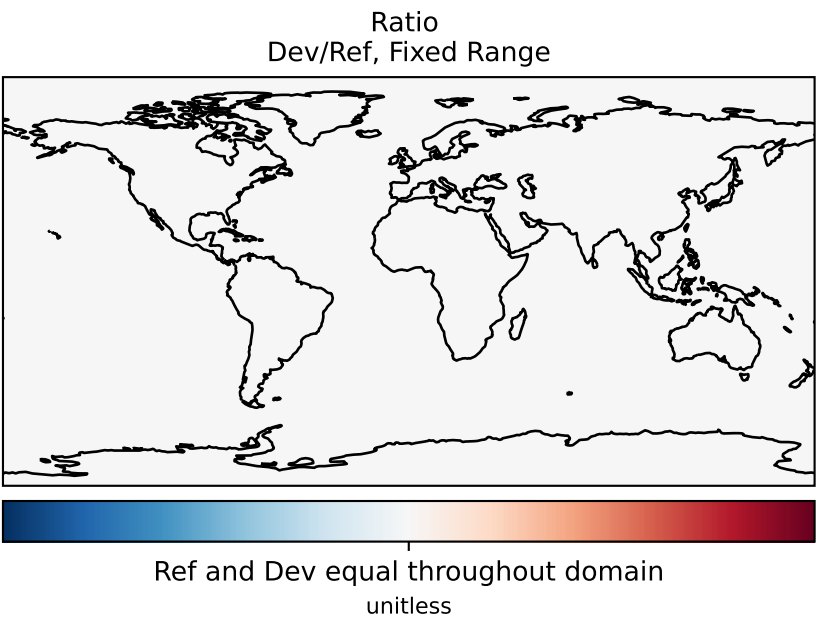 Ratio
Dev/Ref, Fixed Range
Ref and Dev equal throughout domain
unitless